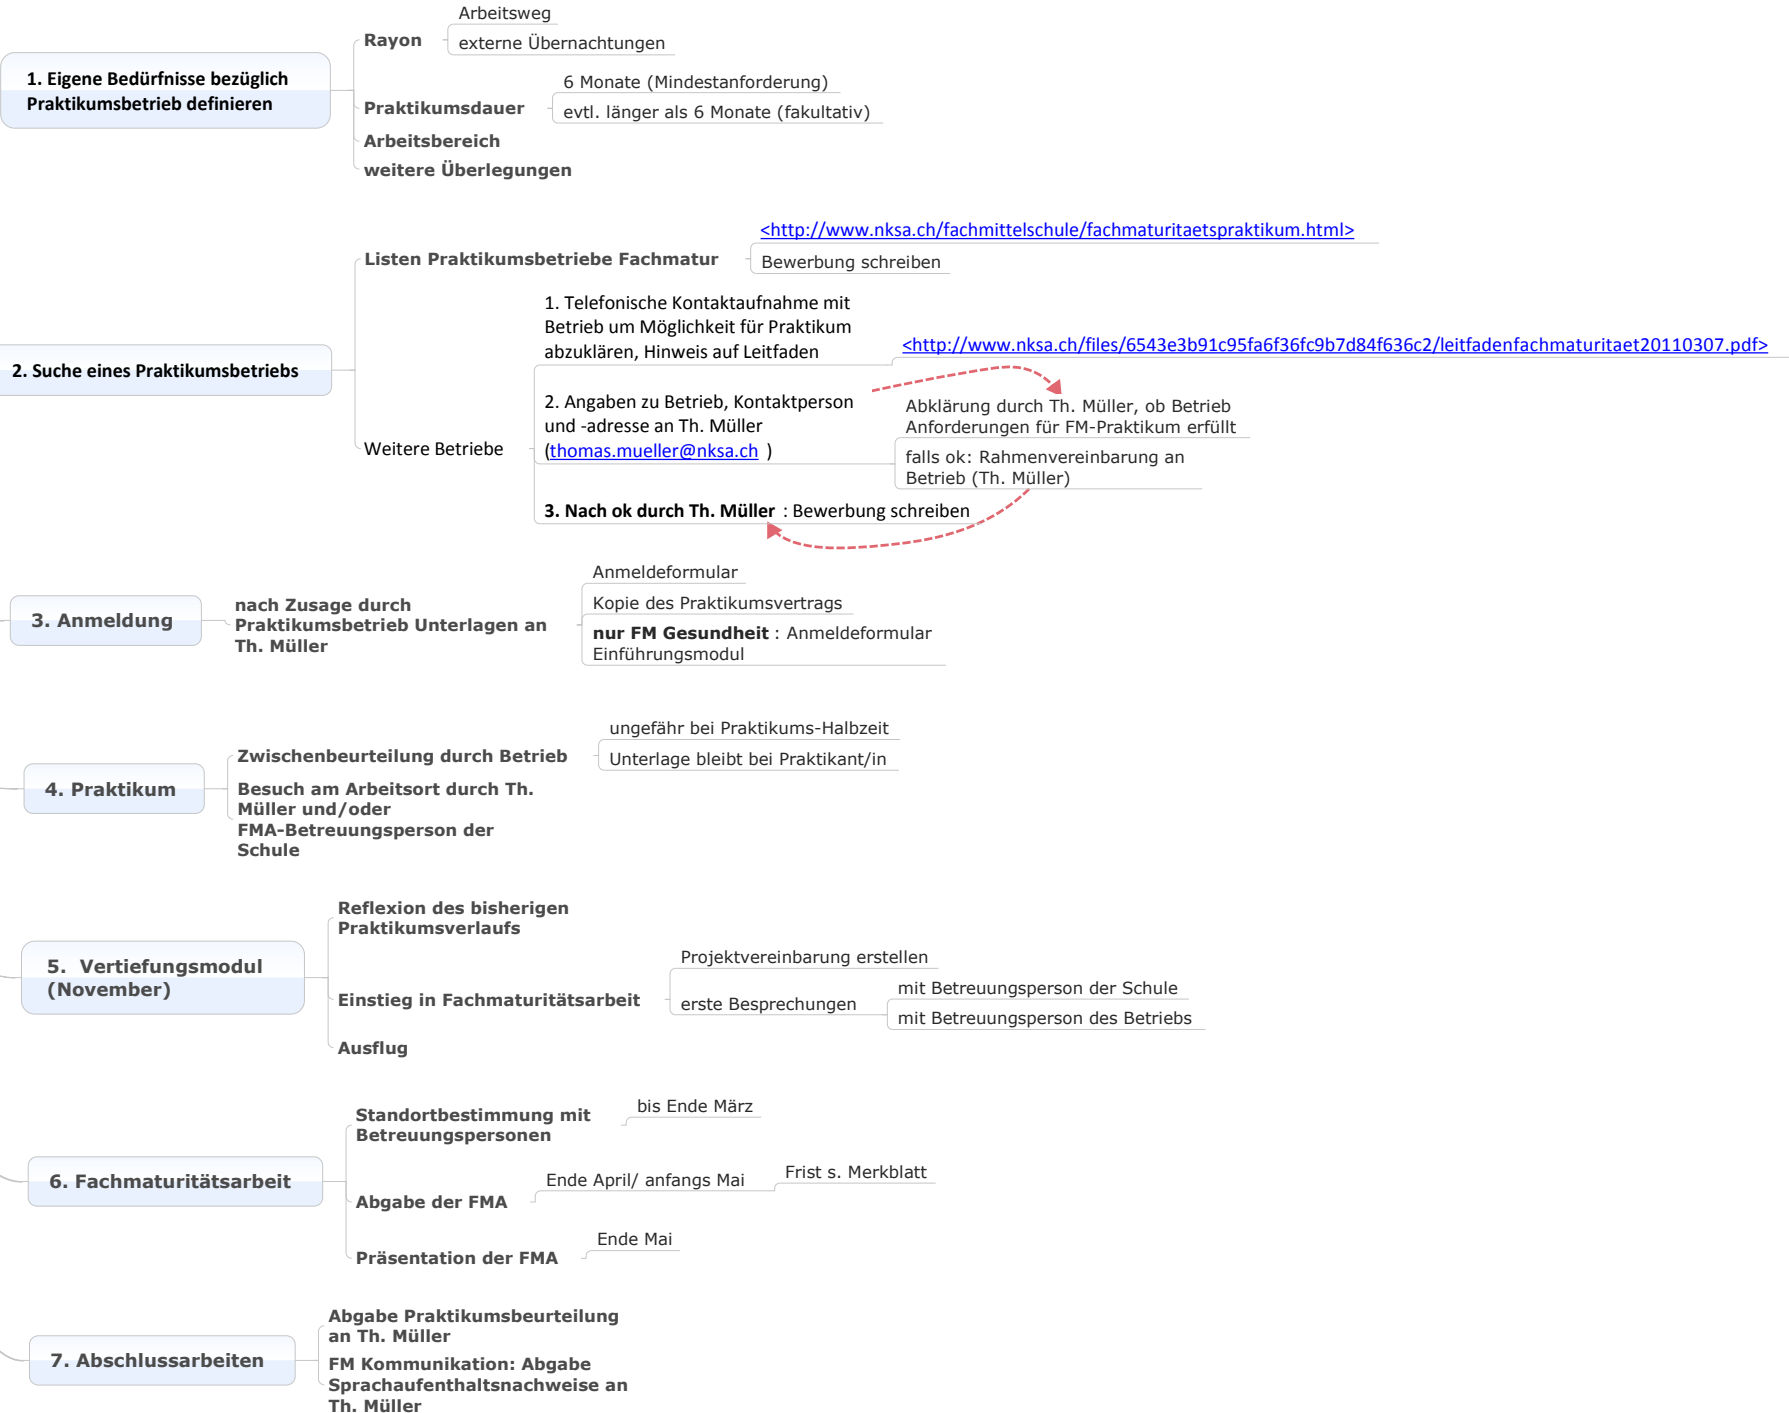 1. Eigene Bedürfnisse bezüglich
Praktikumsbetrieb definieren
Rayon
Arbeitsweg
externe Übernachtungen
Praktikumsdauer
6 Monate (Mindestanforderung)
evtl. länger als 6 Monate (fakultativ)
Arbeitsbereich
weitere Überlegungen
2. Suche eines Praktikumsbetriebs
Listen Praktikumsbetriebe Fachmatur
<http://www.nksa.ch/fachmittelschule/fachmaturitaetspraktikum.html>
Bewerbung schreiben
Weitere Betriebe
1. Telefonische Kontaktaufnahme mit
Betrieb um Möglichkeit für Praktikum
abzuklären, Hinweis auf Leitfaden
<http://www.nksa.ch/files/6543e3b91c95fa6f36fc9b7d84f636c2/leitfadenfachmaturitaet20110307.pdf>
2. Angaben zu Betrieb, Kontaktperson
und -adresse an Th. Müller
(thomas.mueller@nksa.ch )
Abklärung durch Th. Müller, ob Betrieb
Anforderungen für FM-Praktikum erfüllt
falls ok: Rahmenvereinbarung an
Betrieb (Th. Müller)
3. Nach ok durch Th. Müller : Bewerbung schreiben
3. Anmeldung
nach Zusage durch
Praktikumsbetrieb Unterlagen an
Th. Müller
Anmeldeformular
Kopie des Praktikumsvertrags
nur FM Gesundheit : Anmeldeformular
Einführungsmodul
4. Praktikum
Zwischenbeurteilung durch Betrieb
ungefähr bei Praktikums-Halbzeit
Unterlage bleibt bei Praktikant/in
Besuch am Arbeitsort durch Th.
Müller und/oder
FMA-Betreuungsperson der
Schule
5. Vertiefungsmodul
(November)
Reflexion des bisherigen
Praktikumsverlaufs
Einstieg in Fachmaturitätsarbeit
Projektvereinbarung erstellen
erste Besprechungen
mit Betreuungsperson der Schule
mit Betreuungsperson des Betriebs
Ausflug
6. Fachmaturitätsarbeit
Standortbestimmung mit
Betreuungspersonen
bis Ende März
Abgabe der FMA
Ende April/ anfangs Mai
Frist s. Merkblatt
Präsentation der FMA
Ende Mai
7. Abschlussarbeiten
Abgabe Praktikumsbeurteilung
an Th. Müller
FM Kommunikation: Abgabe
Sprachaufenthaltsnachweise an
Th. Müller